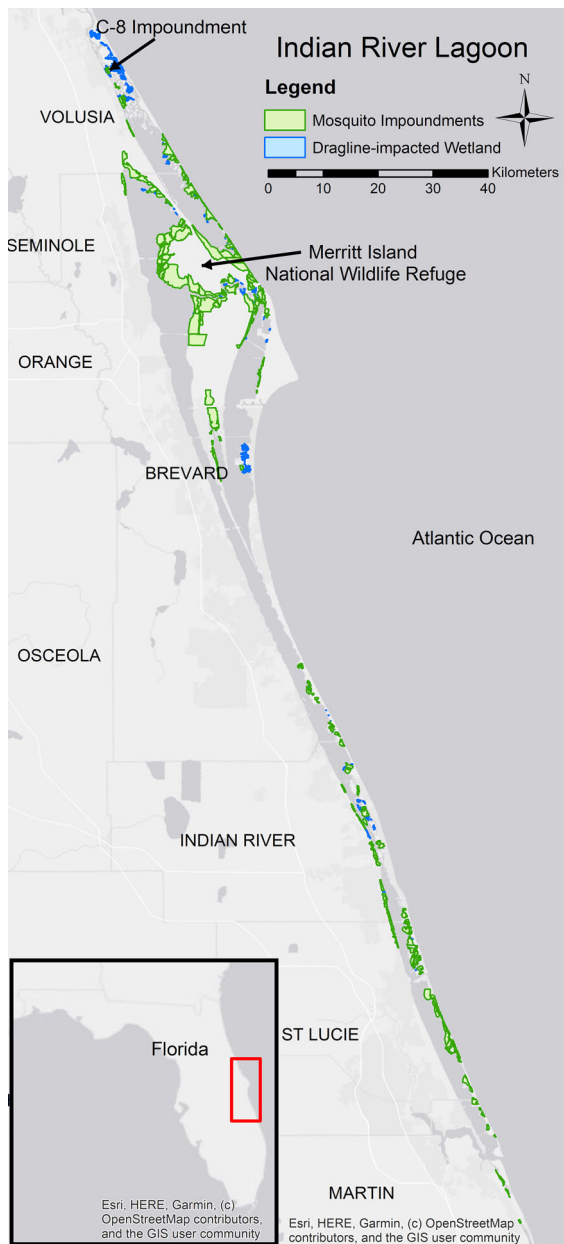 C-8 Impoundment
Indian River Lagoon
Legend
N
VOLUSIA
Mosquito Impoundments
Dragline-impacted Wetland
Kilometers
0 10 20 30 40
SEMINOLE
Merritt Island
National Wildlife Refuge
ORANGE
BREVARD
Atlantic Ocean
OSCEOLA
INDIAN RIVER
Florida
ST LUCIE
MARTIN
Esri, HERE, Garmin, (c)
OpenStreetMap
contributors,
and the GIS user community
Esri, HERE, Garmin, (c) OpenStreetMap
contributors, and the GIS user community